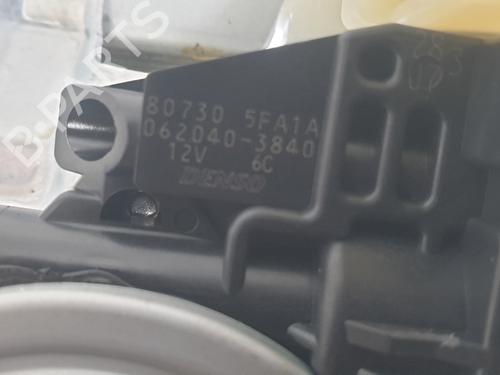 80730 5FA1A
062040-3840
12V 6C
DENSO
B-PARTS